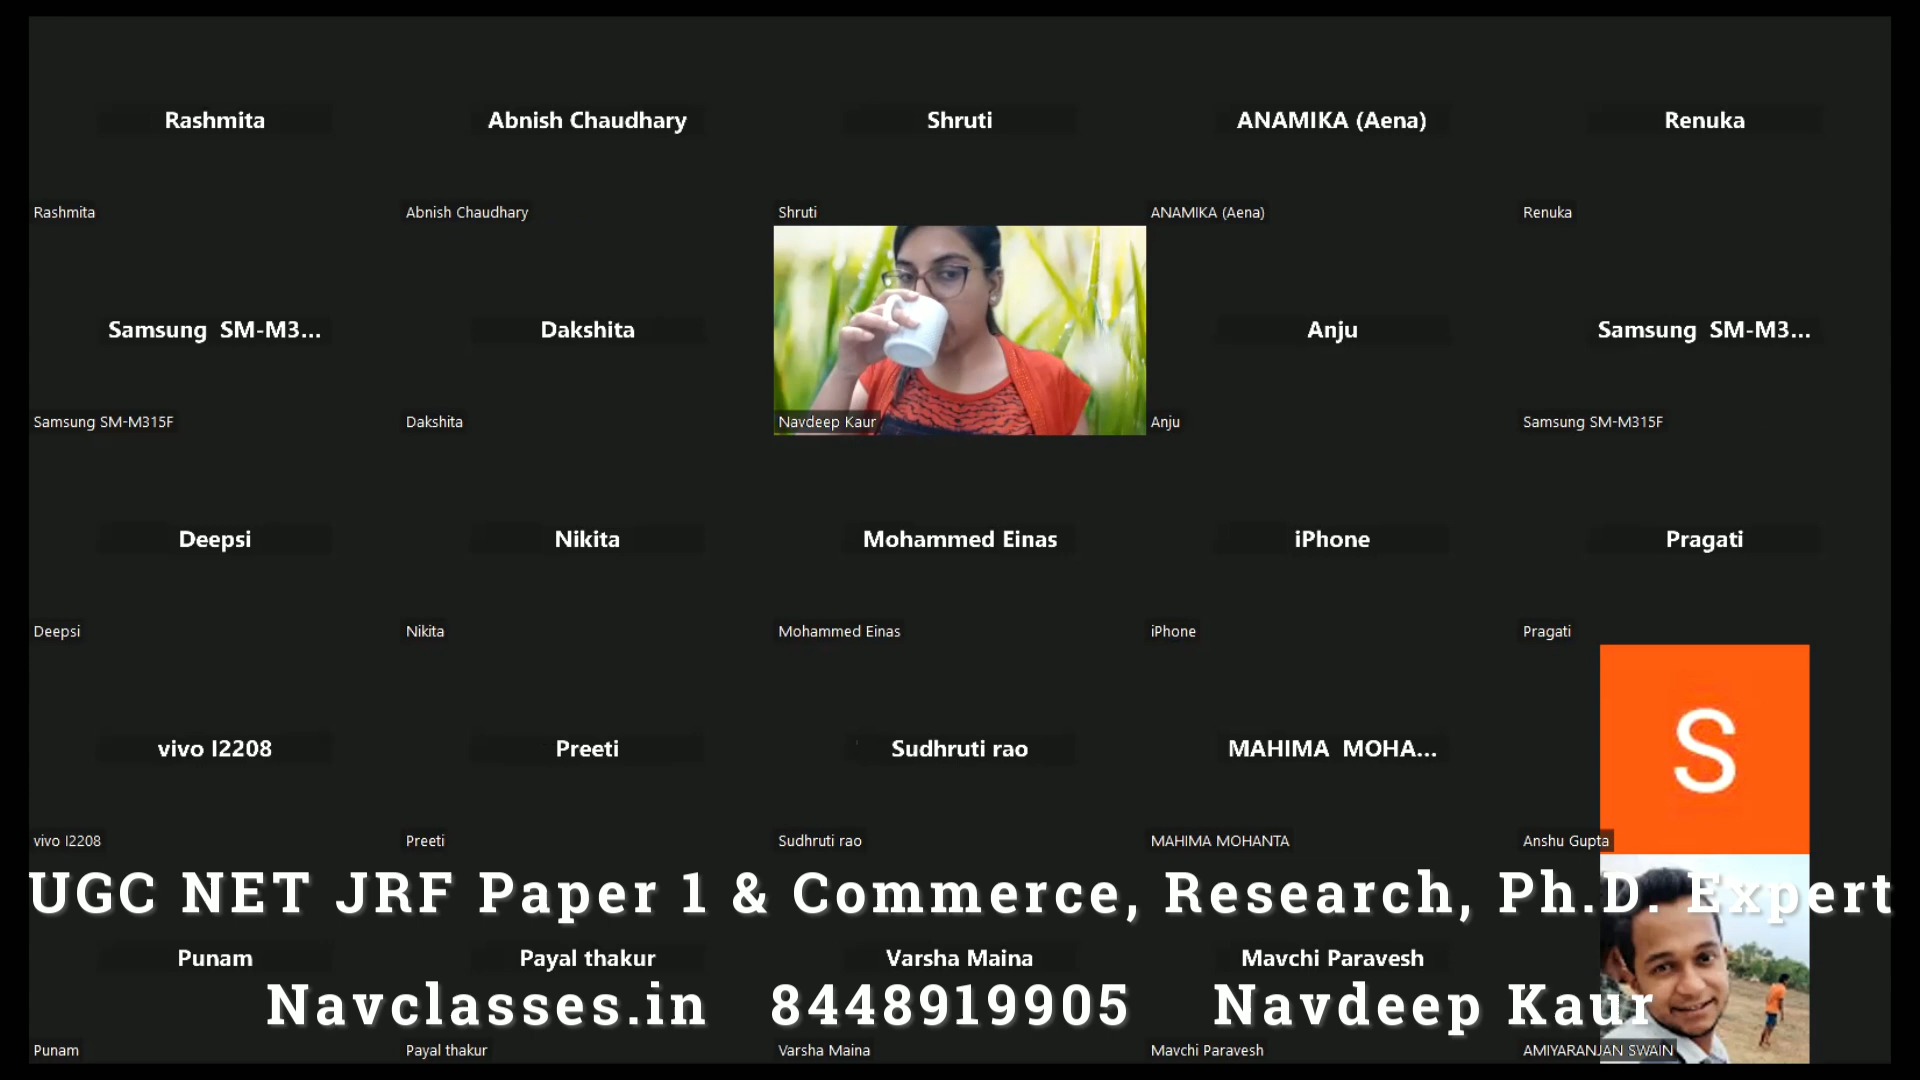 Rashmita
Abnish Chaudhary
Shruti
ANAMIKA (Aena)
Renuka
Rashmita
Abnish Chaudhary
Shruti
ANAMIKA (Aena)
Renuka
Samsung SM-M3...
Dakshita
Anju
Samsung SM-M3...
Samsung SM-M315F
Dakshita
Navdeep Kaur
Anju
Samsung SM-M315F
Deepsi
Nikita
Mohammed Einas
iPhone
Pragati
Deepsi
Nikita
Mohammed Einas
iPhone
Pragati
vivo I2208
Preeti
Sudhruti rao
MAHIMA MOHA...
S
vivo I2208
Preeti
Sudhruti rao
MAHIMA MOHANTA
Anshu Gupta
UGC NET JRF Paper 1 & Commerce, Research, Ph.D. Expert
Punam
Payal thakur
Varsha Maina
Mavchi Paravesh
Navclasses.in 8448919905 Navdeep Kaur
Punam
Payal thakur
Varsha Maina
Mavchi Paravesh
AMIYARANJAN SWAIN